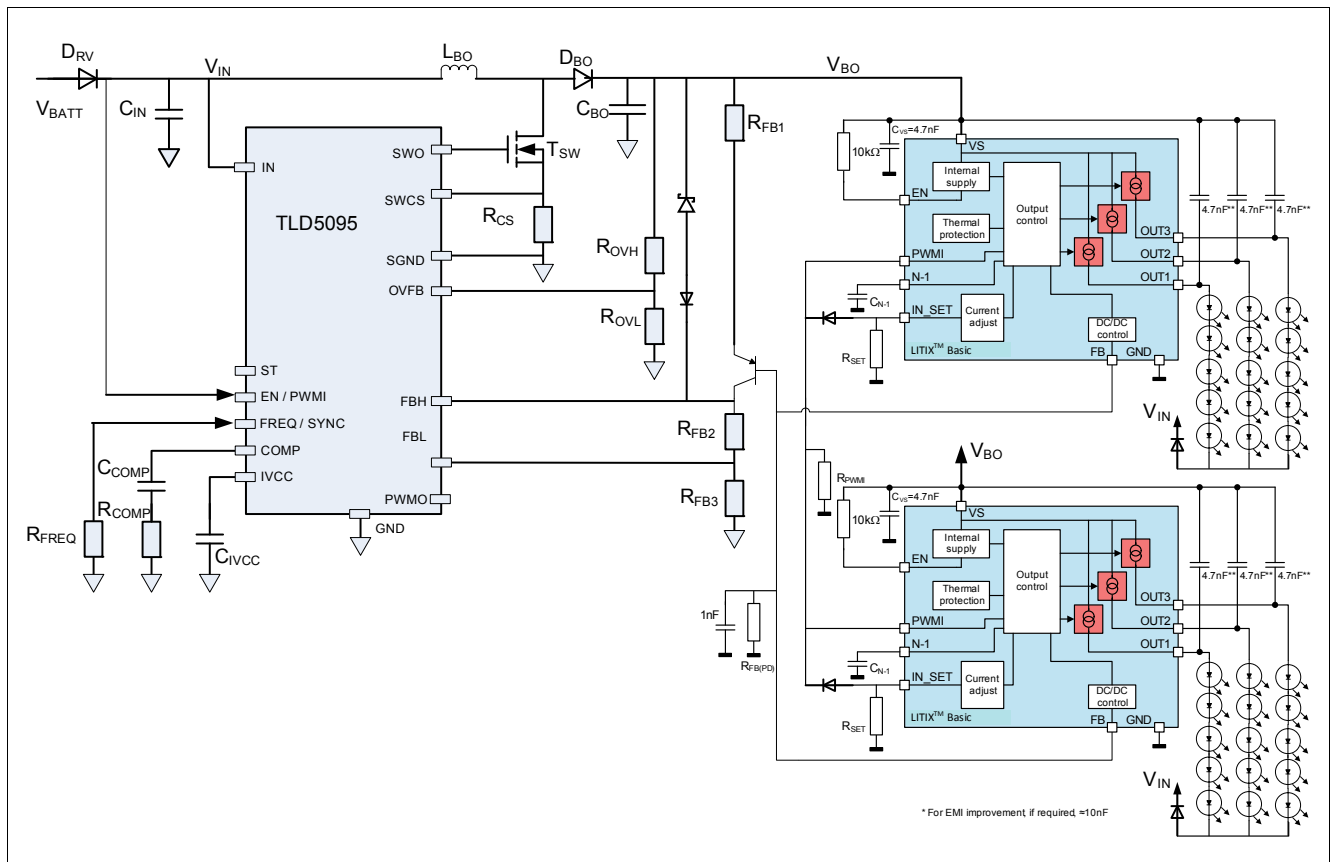 DRV
VBATT
CIN
VIN
LBO
DBO
CBO
VBO
TSW
RCS
ROVH
ROVL
RFB1
RFB2
RFB3
TLD5095
IN
ST
EN / PWMI
FREQ / SYNC
COMP
IVCC
SWO
SWCS
SGND
OVFB
FBH
FBL
PWMO
GND
CCOMP
RCOMP
RFREQ
CIVCC
1nF
RFB(PD)
RPWMI
10kΩ
CVS=4.7nF
VS
Internal supply
Thermal protection
Output control
Current adjust
DC/DC control
EN
PWMI
N-1
IN_SET
CN-1
RSET
LITIX™ Basic
FB
GND
OUT3
OUT2
OUT1
4.7nF**
4.7nF**
4.7nF**
VIN
VBO
10kΩ
CVS=4.7nF
VS
Internal supply
Thermal protection
Output control
Current adjust
DC/DC control
EN
PWMI
N-1
IN_SET
CN-1
RSET
LITIX™ Basic
FB
GND
OUT3
OUT2
OUT1
4.7nF**
4.7nF**
4.7nF**
VIN
* For EMI improvement, if required, ≈10nF